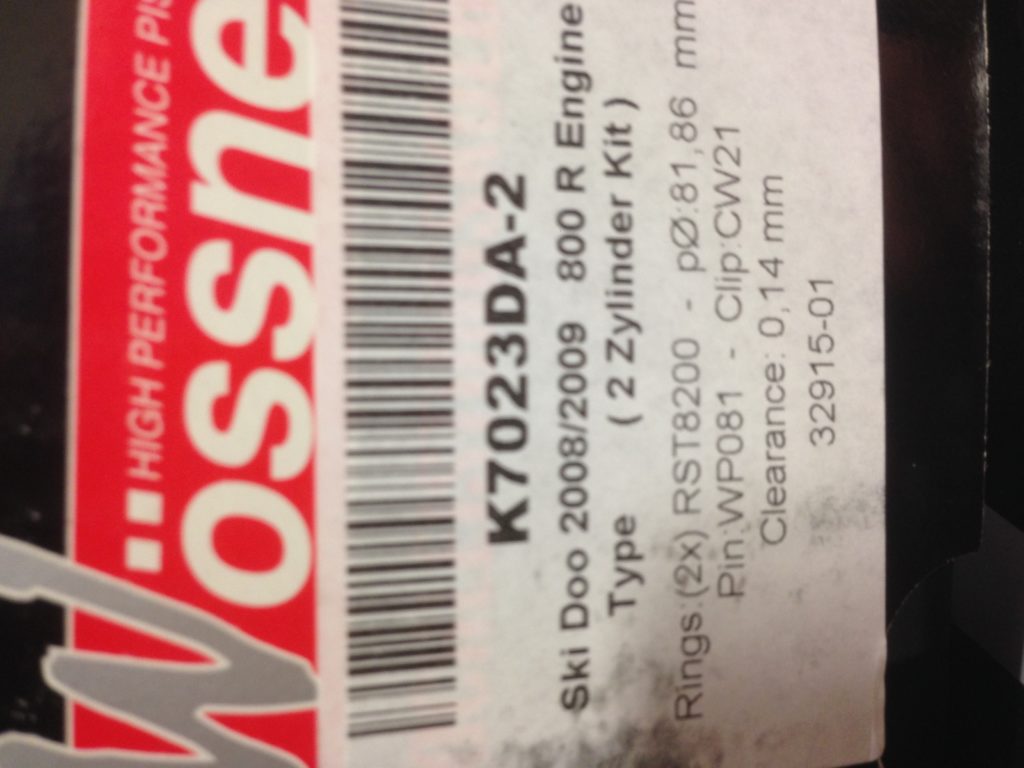 HIGH PERFORMANCE PIS
Wossne
K7023DA-2
Ski Doo 2008/2009 800 R Engine
Type ( 2 Zylinder Kit )
Rings:(2x) RST8200 - pØ:81,86 mm
Pin:WP081 - Clip:CW21
Clearance: 0,14 mm
32915-01